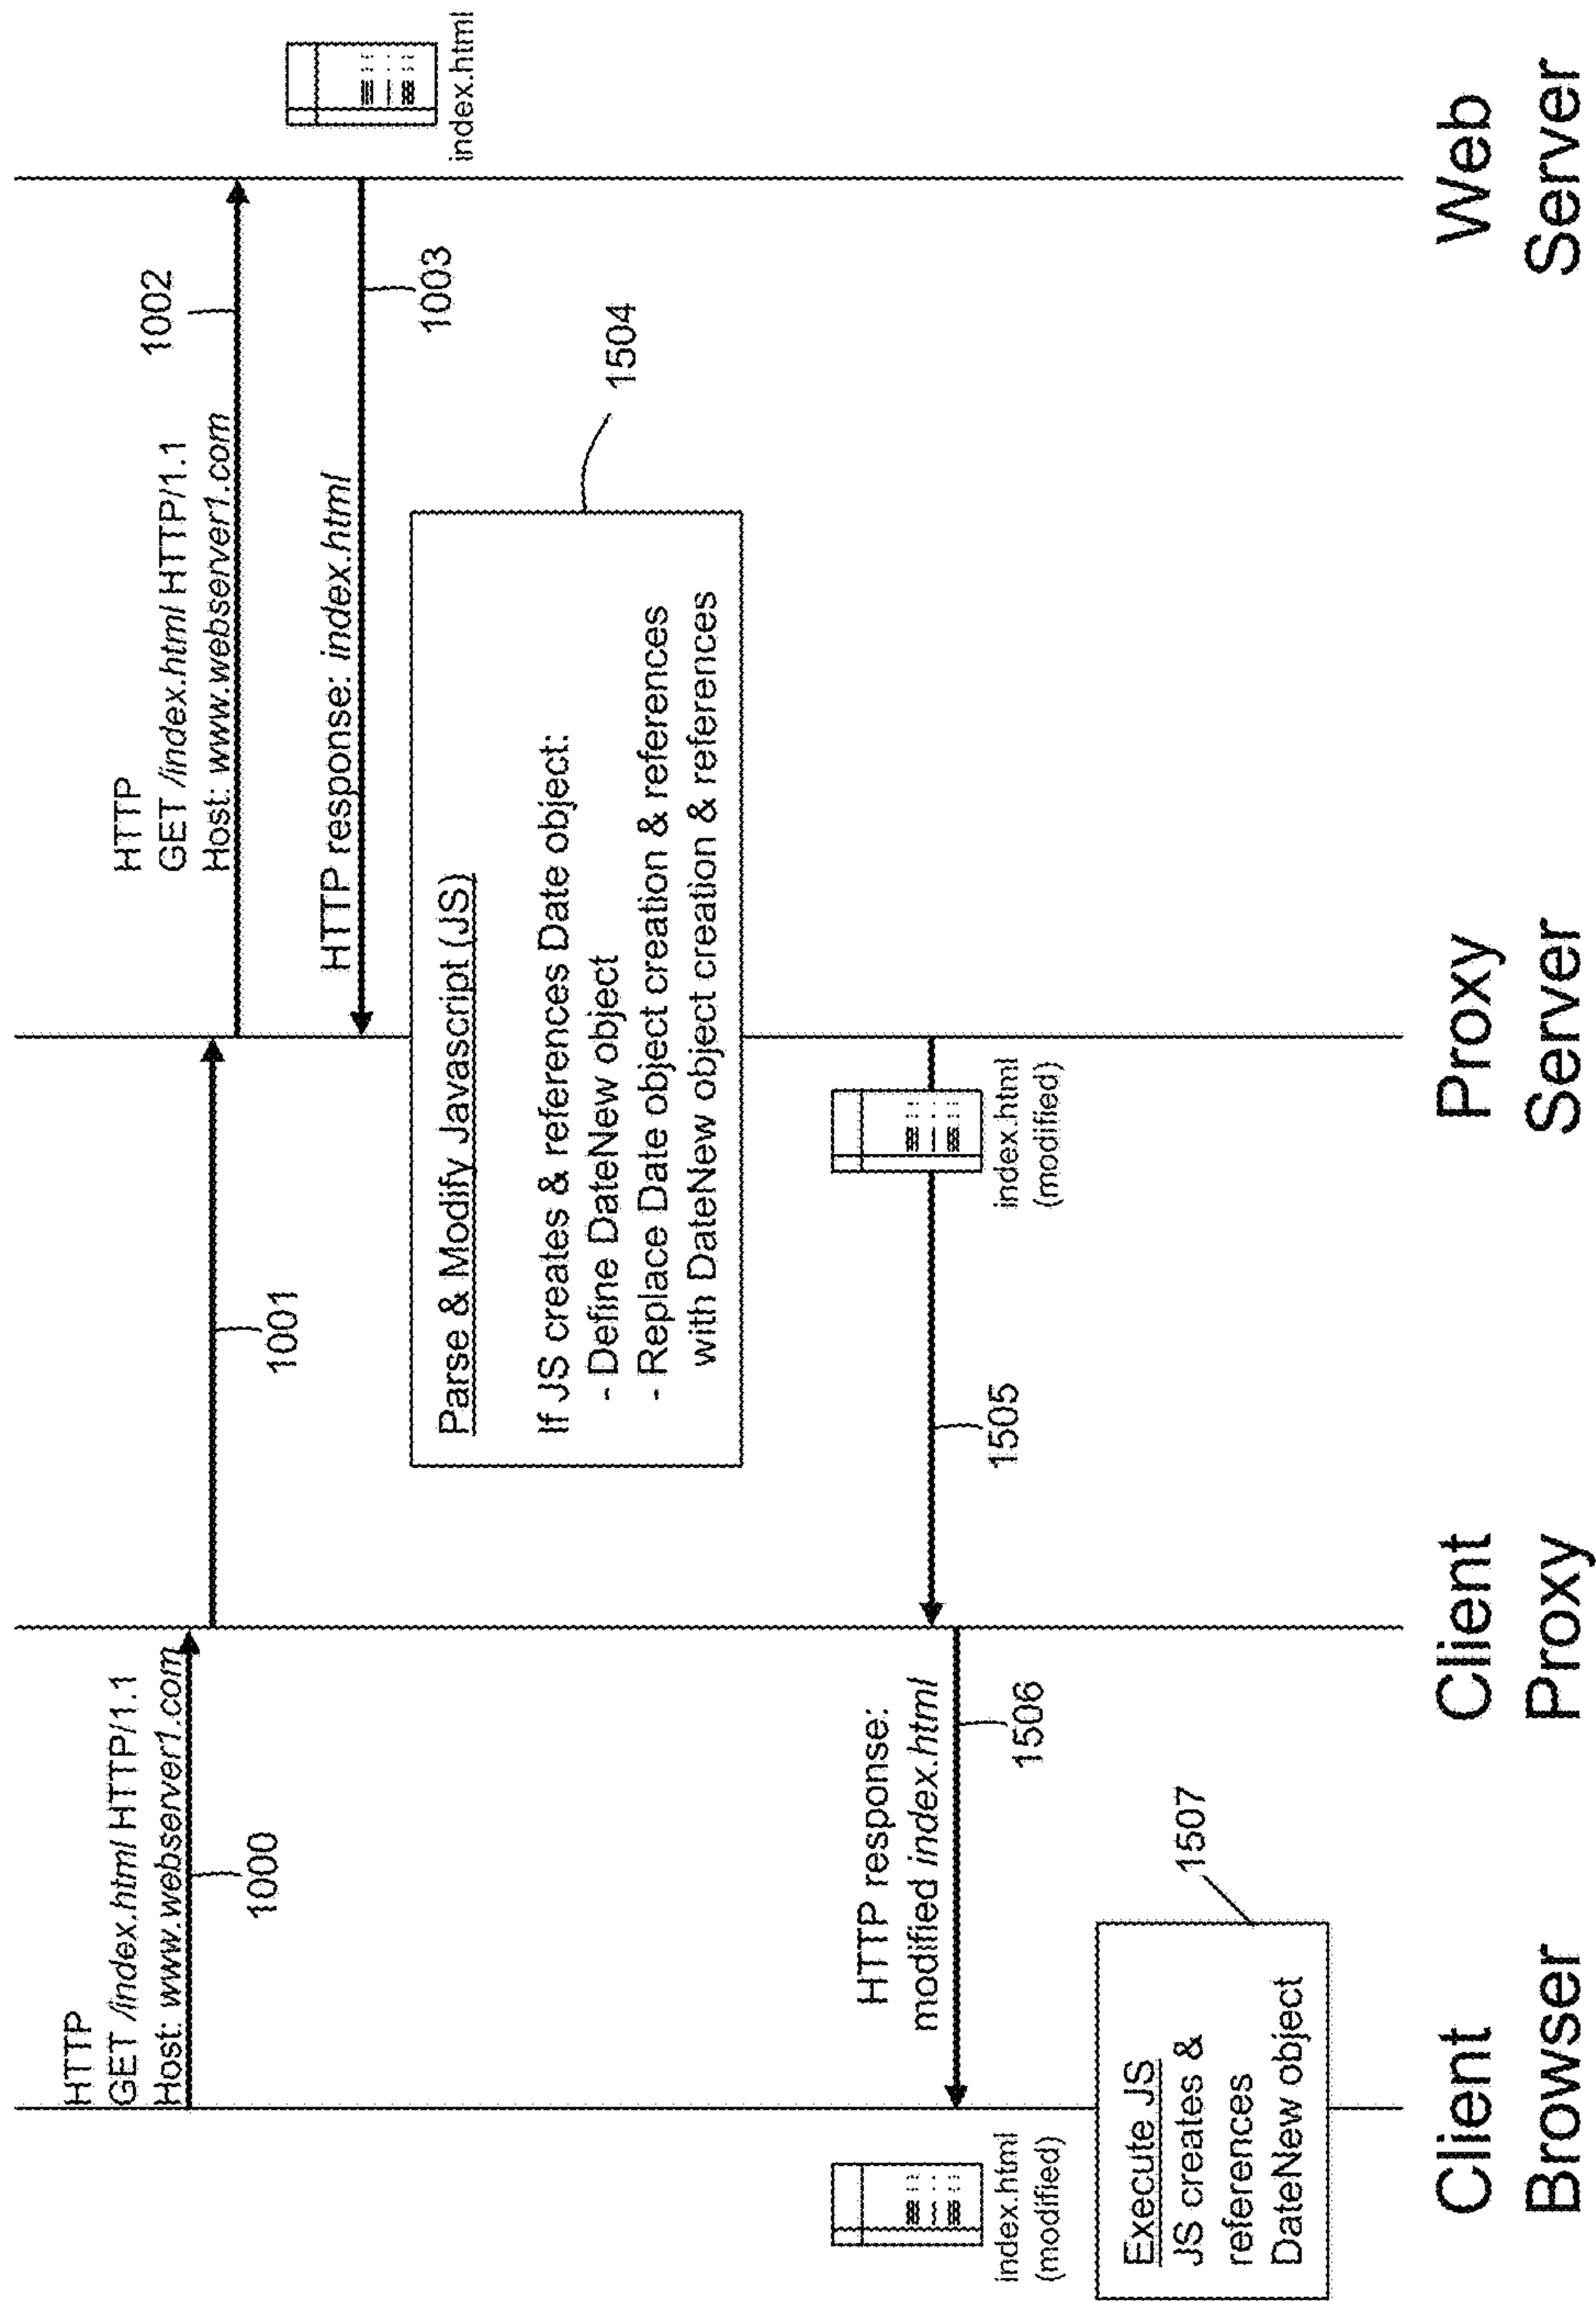 HTTP
GET /index.html HTTP/1.1
Host: www.webserver1.com
1000
1001
HTTP
GET /index.html HTTP/1.1
Host: www.webserver1.com
1002
index.html
HTTP response: index.html
1003
Parse & Modify Javascript (JS)
If JS creates & references Date object:
- Define DateNew object
- Replace Date object creation & references
with DateNew object creation & references
1504
index.html
(modified)
1505
HTTP response:
modified index.html
1506
index.html
(modified)
Execute JS
JS creates &
references
DateNew object
1507
Client
Browser
Client
Proxy
Proxy
Server
Web
Server